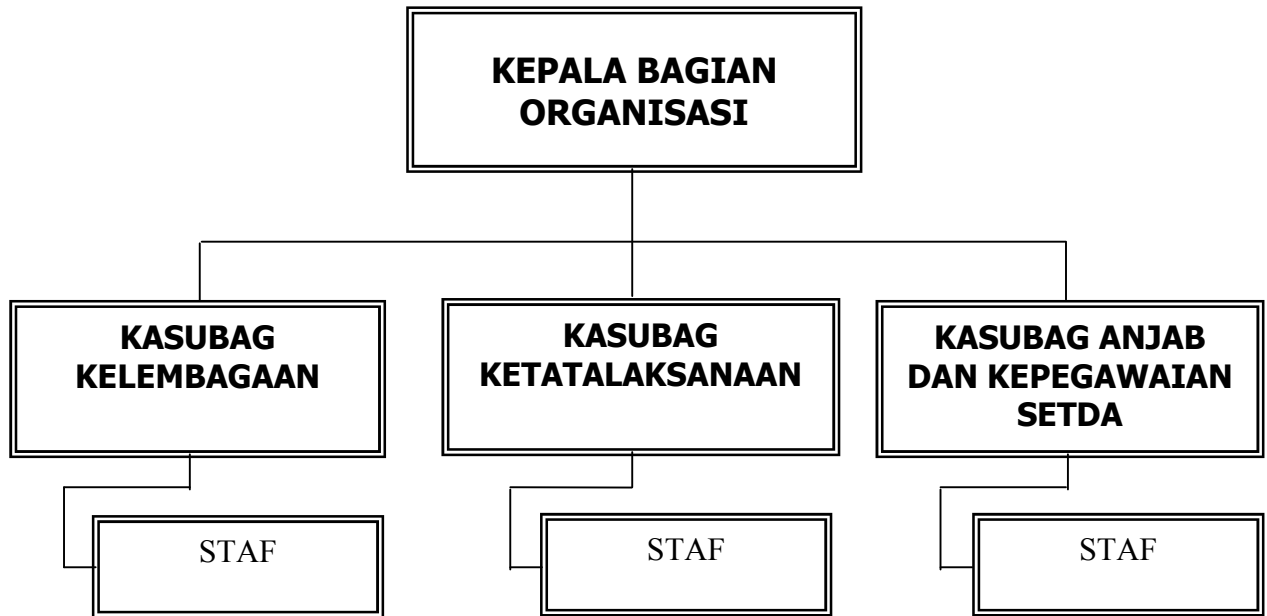 KEPALA BAGIAN
ORGANISASI
KASUBAG
KELEMBAGAAN
KASUBAG
KETATALAKSANAAN
KASUBAG ANJAB
DAN KEPEGAWAIAN
SETDA
STAF
STAF
STAF